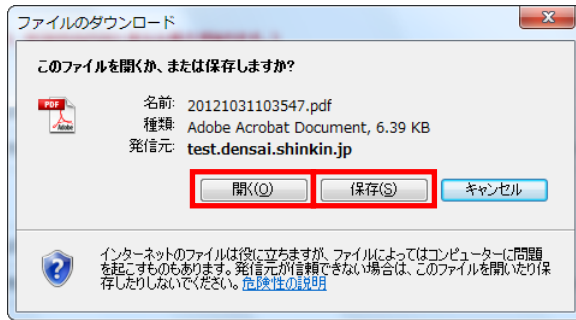 ファイルのダウンロード
x
このファイルを開くか、または保存しますか?
PDF
Adobe
名前: 20121031103547.pdf
種類: Adobe Acrobat Document, 6.39 KB
発信元: test.densai.shinkin.jp
開く(O) 保存(S) キャンセル
インターネットのファイルは役に立ちますが、ファイルによってはコンピューターに問題
を起こすものもあります。発信元が信頼できない場合は、このファイルを開いたり保
存したりしないでください。危険性の説明